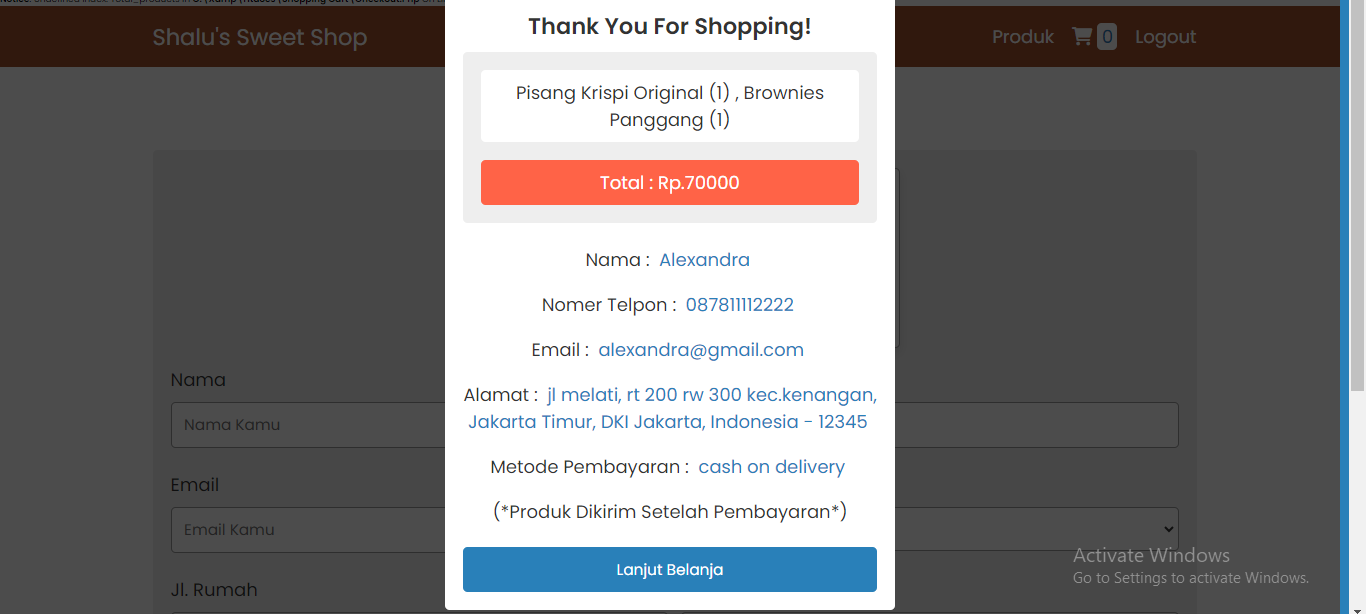 Thank You For Shopping!
Shalu's Sweet Shop
Produk
0
Logout
Pisang Krispi Original (1) , Brownies
Panggang (1)
Total : Rp.70000
Nama : Alexandra
Nomer Telpon : 087811112222
Email : alexandra@gmail.com
Alamat : jl melati, rt 200 rw 300 kec.kenangan,
Jakarta Timur, DKI Jakarta, Indonesia - 12345
Metode Pembayaran : cash on delivery
(*Produk Dikirim Setelah Pembayaran*)
Lanjut Belanja
Nama
Nama Kamu
Email
Email Kamu
Jl. Rumah
Activate Windows
Go to Settings to activate Windows.